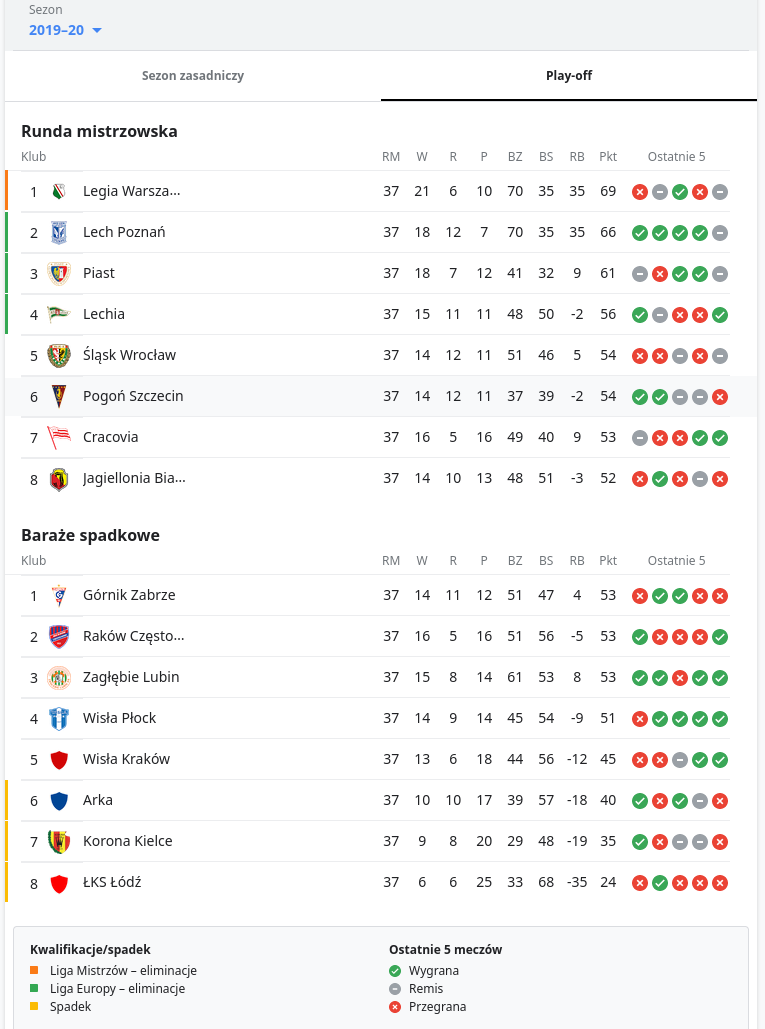 Sezon
2019–20
Sezon zasadniczy Play-off
Runda mistrzowska
Klub RM W R P BZ BS RB Pkt Ostatnie 5
1 Legia Warsza... 37 21 6 10 70 35 35 69
2 Lech Poznań 37 18 12 7 70 35 35 66
3 Piast 37 18 7 12 41 32 9 61
4 Lechia 37 15 11 11 48 50 -2 56
5 Śląsk Wrocław 37 14 12 11 51 46 5 54
6 Pogoń Szczecin 37 14 12 11 37 39 -2 54
7 Cracovia 37 16 5 16 49 40 9 53
8 Jagiellonia Bia... 37 14 10 13 48 51 -3 52
Baraże spadkowe
Klub RM W R P BZ BS RB Pkt Ostatnie 5
1 Górnik Zabrze 37 14 11 12 51 47 4 53
2 Raków Często... 37 16 5 16 51 56 -5 53
3 Zagłębie Lubin 37 15 8 14 61 53 8 53
4 Wisła Płock 37 14 9 14 45 54 -9 51
5 Wisła Kraków 37 13 6 18 44 56 -12 45
6 Arka 37 10 10 17 39 57 -18 40
7 Korona Kielce 37 9 8 20 29 48 -19 35
8 ŁKS Łódź 37 6 6 25 33 68 -35 24
Kwalifikacje/spadek
Liga Mistrzów – eliminacje
Liga Europy – eliminacje
Spadek
Ostatnie 5 meczów
Wygrana
Remis
Przegrana